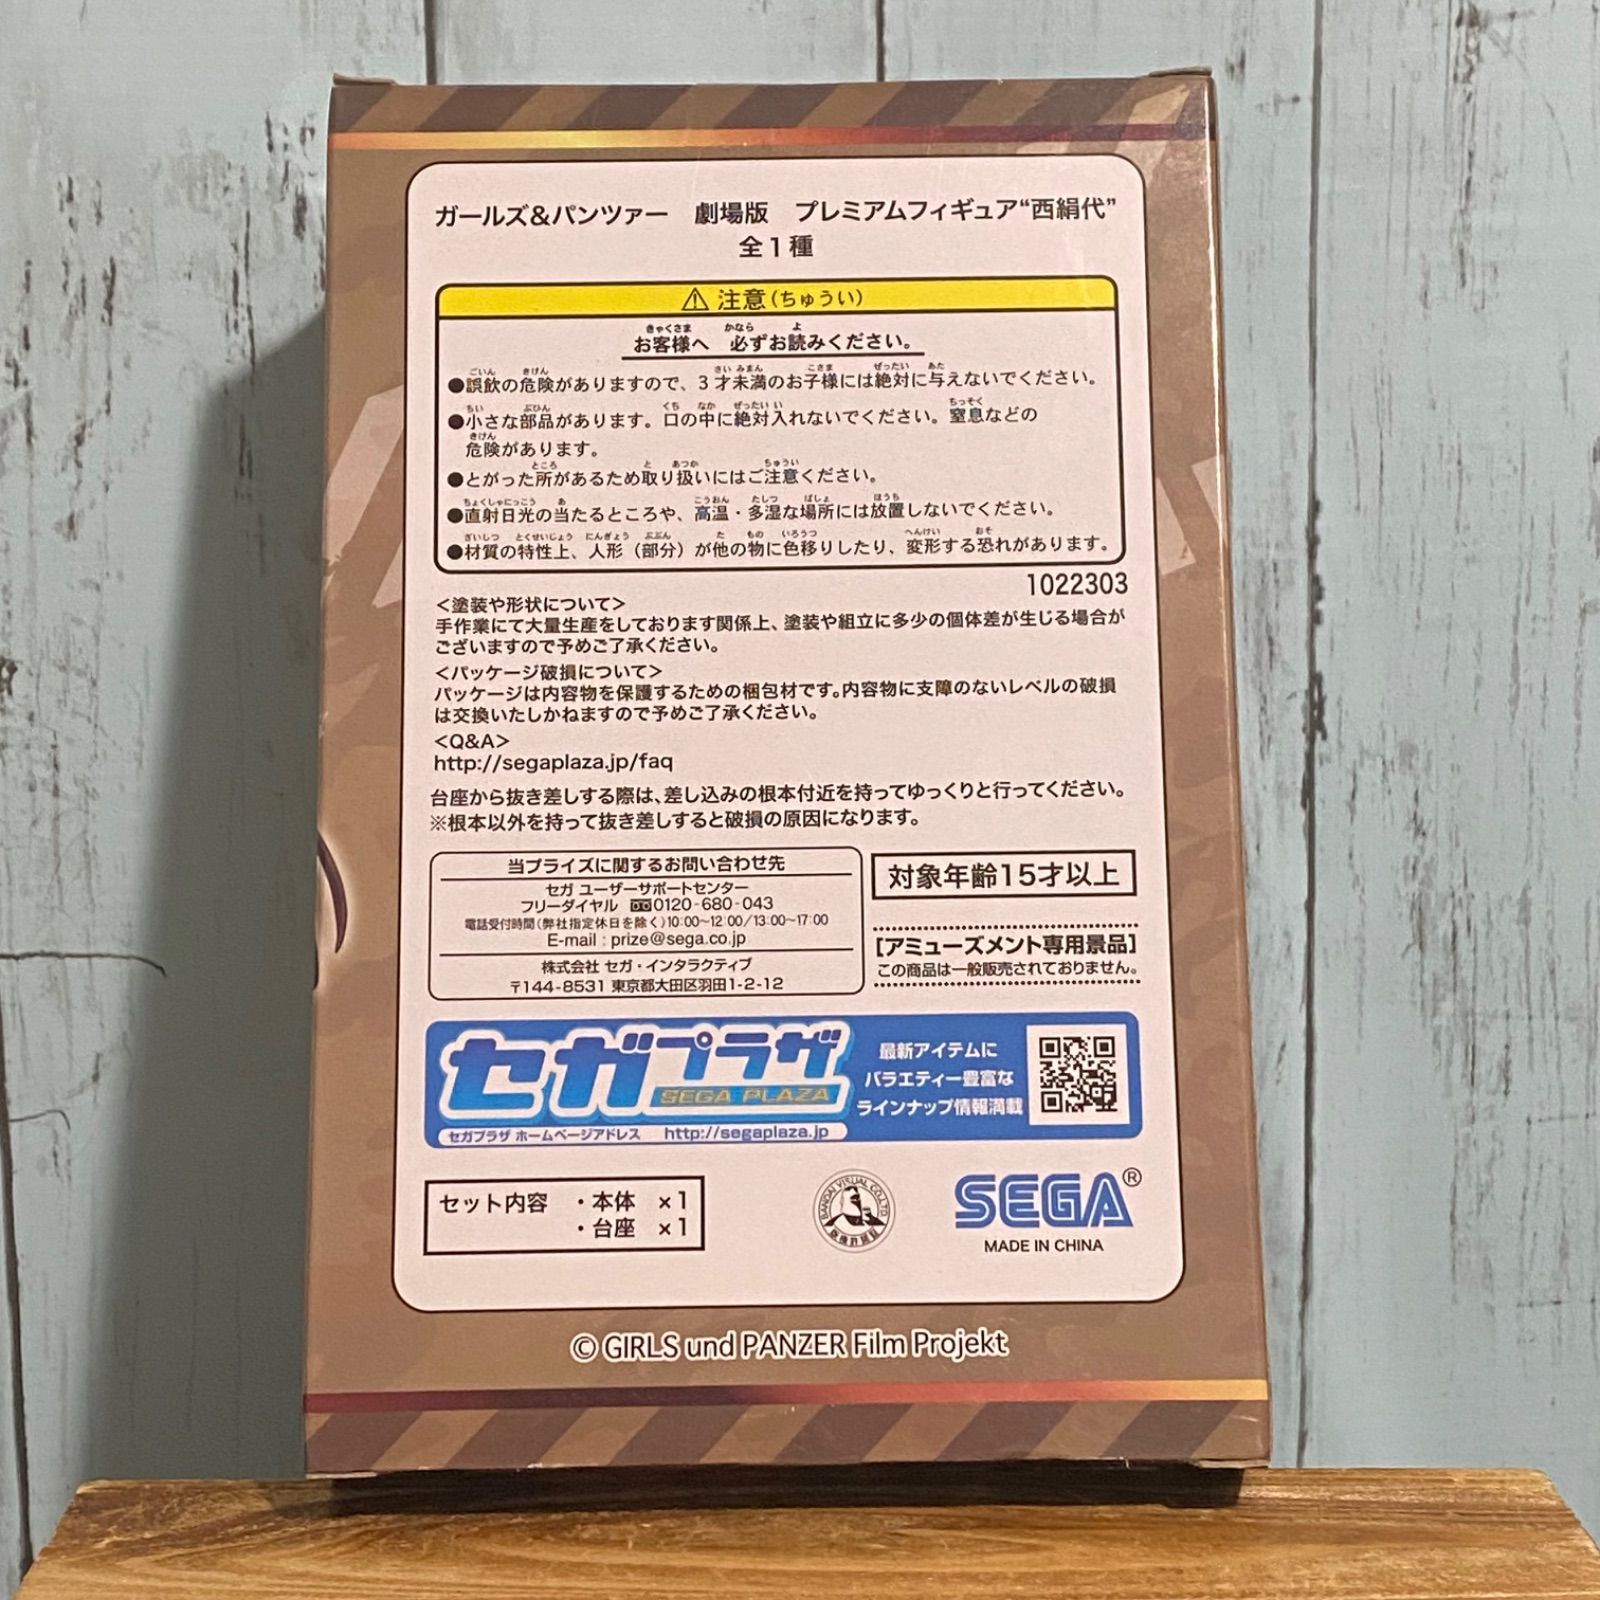 ガールズ&パンツァー　劇場版　プレミアムフィギュア“西絹代”
全1種
⚠ 注意(ちゅうい)
お客様へ　必ずお読みください。
●誤飲の危険がありますので、3才未満のお子様には絶対に与えないでください。
●小さな部品があります。口の中に絶対入れないでください。窒息などの
危険があります。
●とがった所があるため取り扱いにはご注意ください。
●直射日光の当たるところや、高温・多湿な場所には放置しないでください。
●材質の特性上、人形（部分）が他の物に色移りしたり、変形する恐れがあります。
1022303
<塗装や形状について>
手作業にて大量生産をしております関係上、塗装や組立に多少の個体差が生じる場合が
ございますので予めご了承ください。
<パッケージ破損について>
パッケージは内容物を保護するための梱包材です。内容物に支障のないレベルの破損
は交換いたしかねますので予めご了承ください。
<Q&A>
http://segaplaza.jp/faq
台座から抜き差しする際は、差し込みの根本付近を持ってゆっくりと行ってください。
※根本以外を持って抜き差しすると破損の原因になります。
当プライズに関するお問い合わせ先
セガ ユーザーサポートセンター
フリーダイヤル 0120-680-043
電話受付時間(弊社指定休日を除く)10:00~12:00/13:00~17:00
E-mail : prize@sega.co.jp
株式会社 セガ・インタラクティブ
〒144-8531 東京都大田区羽田1-2-12
対象年齢15才以上
[アミューズメント専用景品]
この商品は一般販売されておりません。
セガプラザ
SEGA PLAZA
セガプラザ ホームページアドレス　http://segaplaza.jp
最新アイテムに
バラエティー豊富な
ラインナップ情報満載
セット内容　・本体　×1
・台座　×1
BANDAI VISUAL CO.,LTD.
SEGA®
MADE IN CHINA
© GIRLS und PANZER Film Projekt